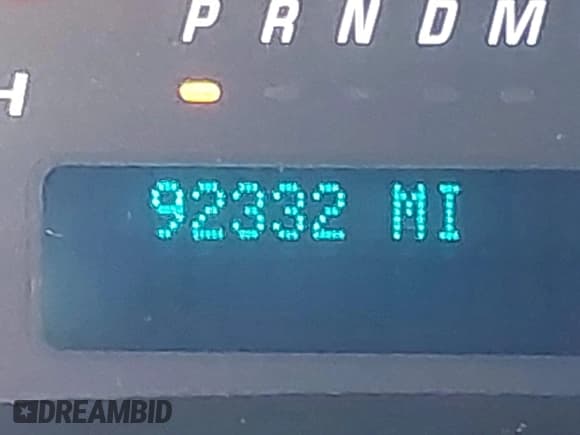 P R N D M
H
92332 MI
DREAMBID